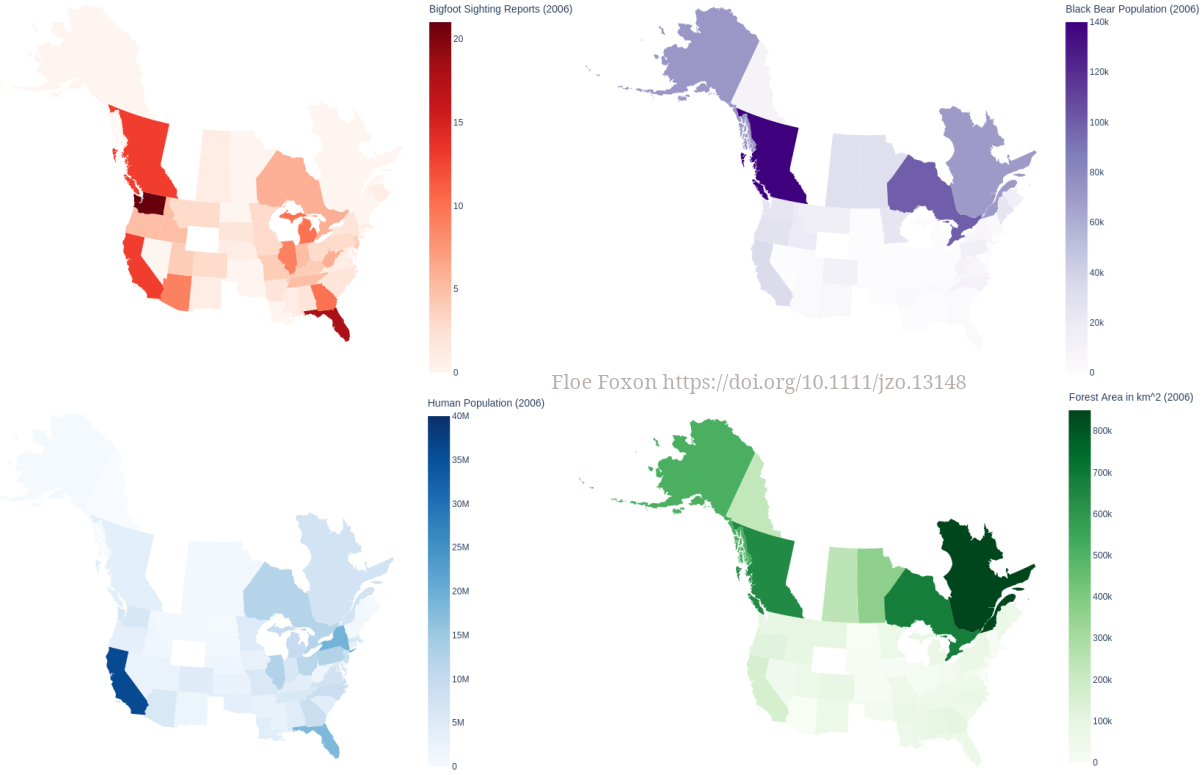 Bigfoot Sighting Reports (2006)
20
15
10
5
0
Black Bear Population (2006)
140k
120k
100k
80k
60k
40k
20k
0
Floe Foxon https://doi.org/10.1111/jzo.13148
Human Population (2006)
40M
35M
30M
25M
20M
15M
10M
5M
0
Forest Area in km^2 (2006)
800k
700k
600k
500k
400k
300k
200k
100k
0